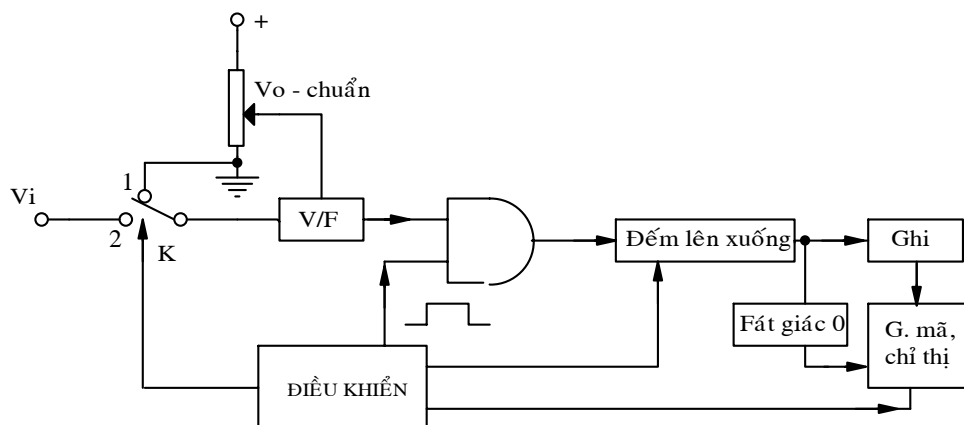 +
Vo - chuẩn
Vi
1
2
K
V/F
Đếm lên xuống
Ghi
Fát giác 0
G. mã,
chỉ thị
ĐIỀU KHIỂN